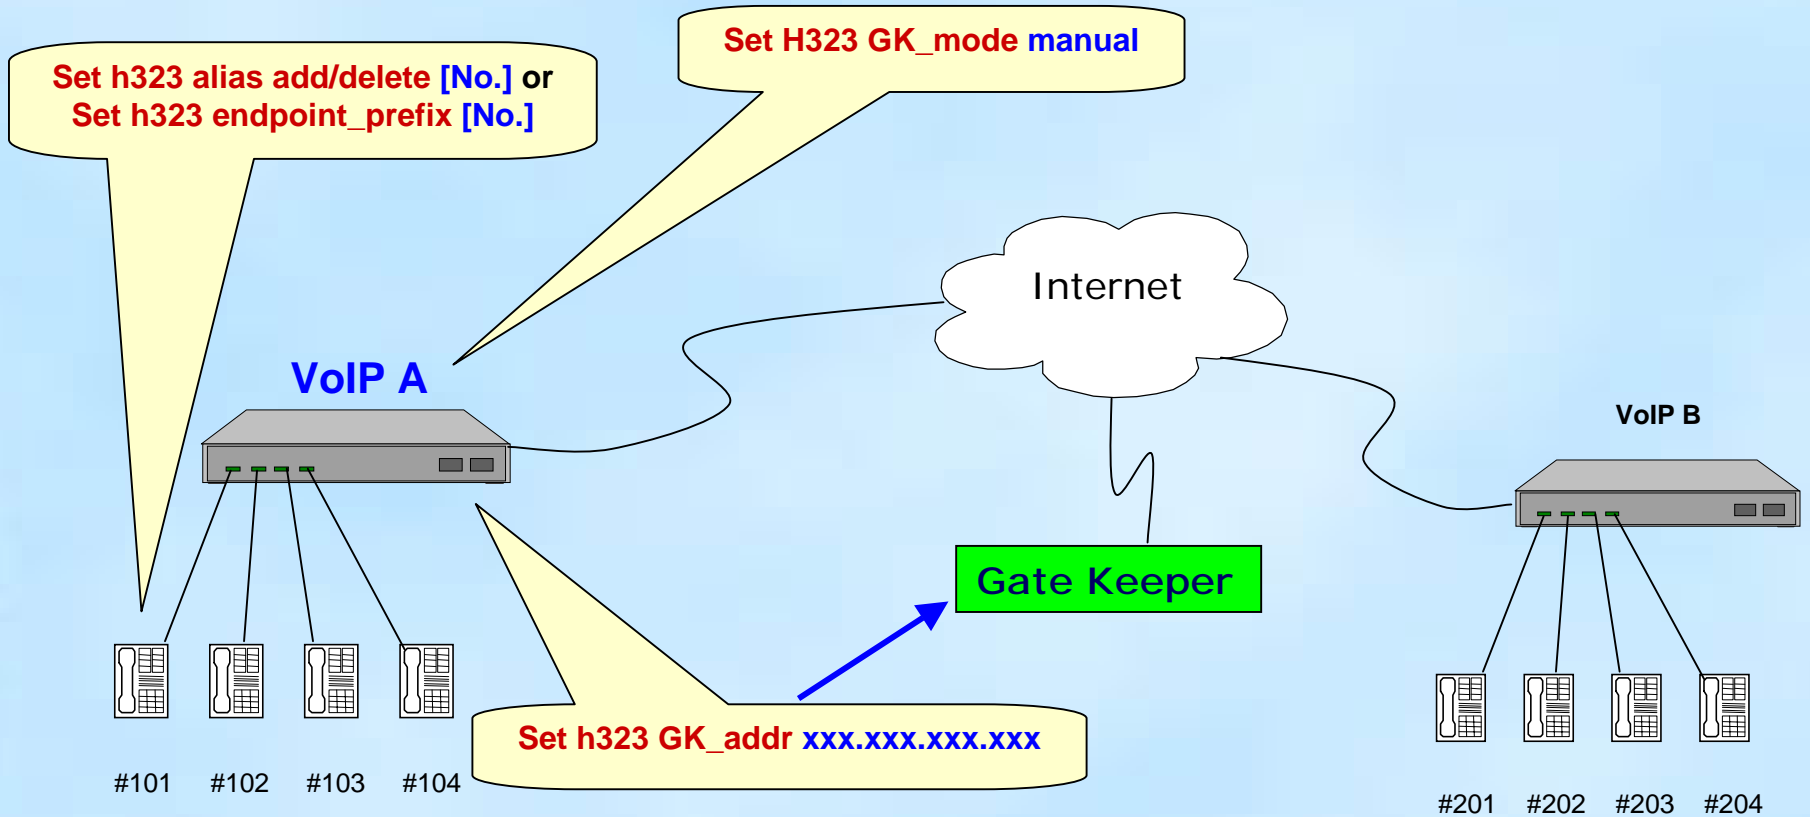 Set H323 GK_mode manual
Set h323 alias add/delete [No.] or
Set h323 endpoint_prefix [No.]
Internet
VoIP A
VoIP B
Gate Keeper
Set h323 GK_addr xxx.xxx.xxx.xxx
#101 #102 #103 #104
#201 #202 #203 #204